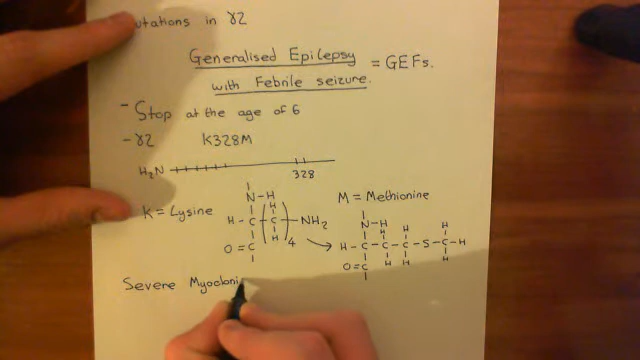 utations in γ2
Generalised Epilepsy
with Febrile seizure. = GEFs.
- Stop at the age of 6
- γ2 K328M
H₂N
328
K = Lysine
M = Methionine
N-H
H
H-C-(C)-NH₂
H
O=C
4
N-H
H H H
H-C-C-C-S-C-H
H H H
O=C
Severe Myocloni